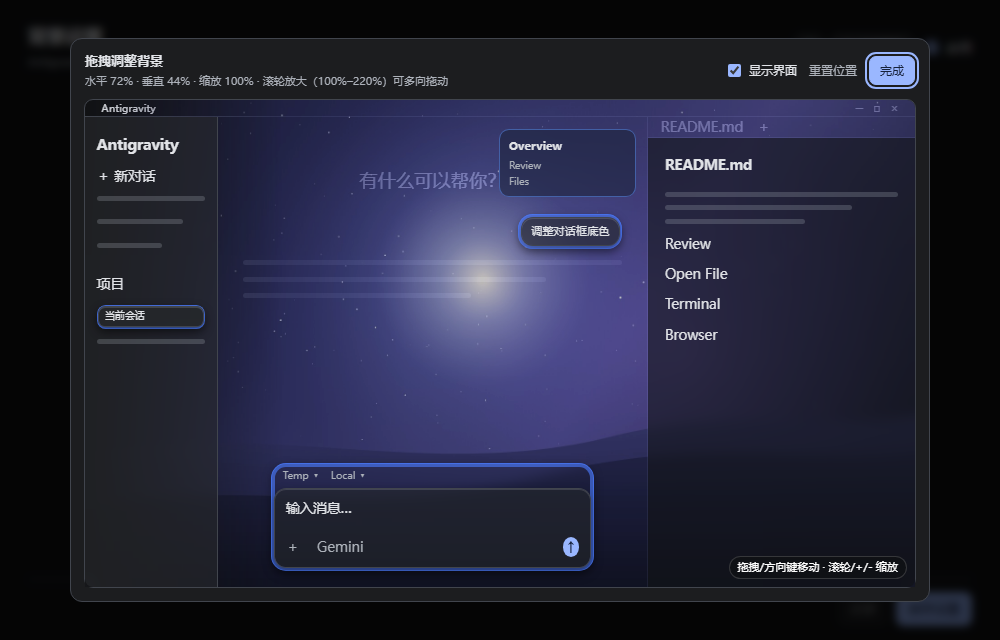 拖拽调整背景
水平 72% · 垂直 44% · 缩放 100% · 滚轮放大（100%–220%）可多向拖动
显示界面 重置位置 完成
Antigravity
Antigravity
+ 新对话
项目
当前会话
有什么可以帮你?
Overview
Review
Files
调整对话框底色
Temp Local
输入消息...
+ Gemini
README.md +
README.md
Review
Open File
Terminal
Browser
拖拽/方向键移动 · 滚轮/+/- 缩放